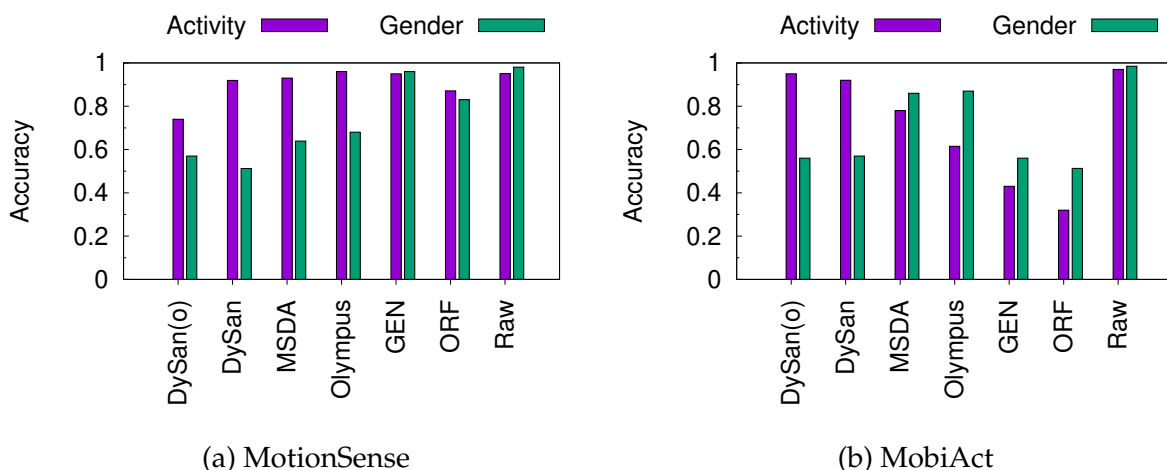 Activity Gender
Accuracy
1
0.8
0.6
0.4
0.2
0
DySan(o)
DySan
MSDA
Olympus
GEN
ORF
Raw
(a) MotionSense
Activity Gender
Accuracy
1
0.8
0.6
0.4
0.2
0
DySan(o)
DySan
MSDA
Olympus
GEN
ORF
Raw
(b) MobiAct